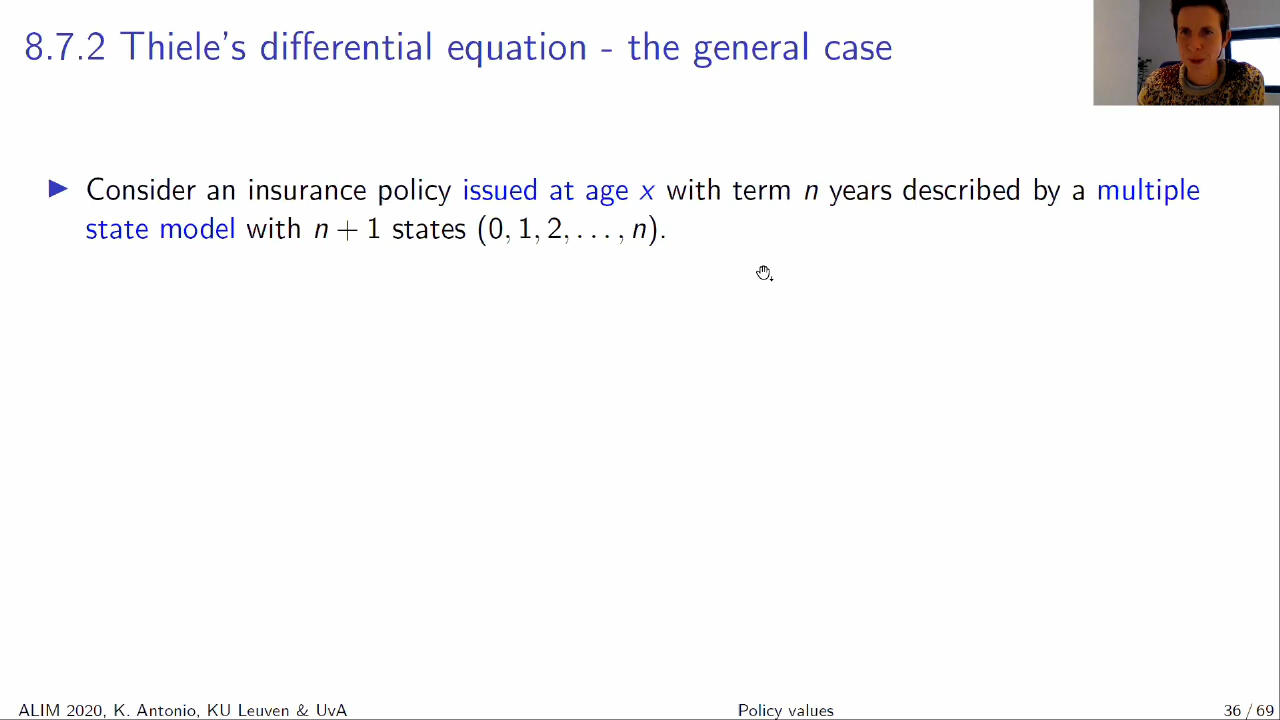 8.7.2 Thiele's differential equation - the general case
▶ Consider an insurance policy issued at age x with term n years described by a multiple
state model with n + 1 states (0, 1, 2, . . . , n).
ALIM 2020, K. Antonio, KU Leuven & UvA
Policy values
36 / 69